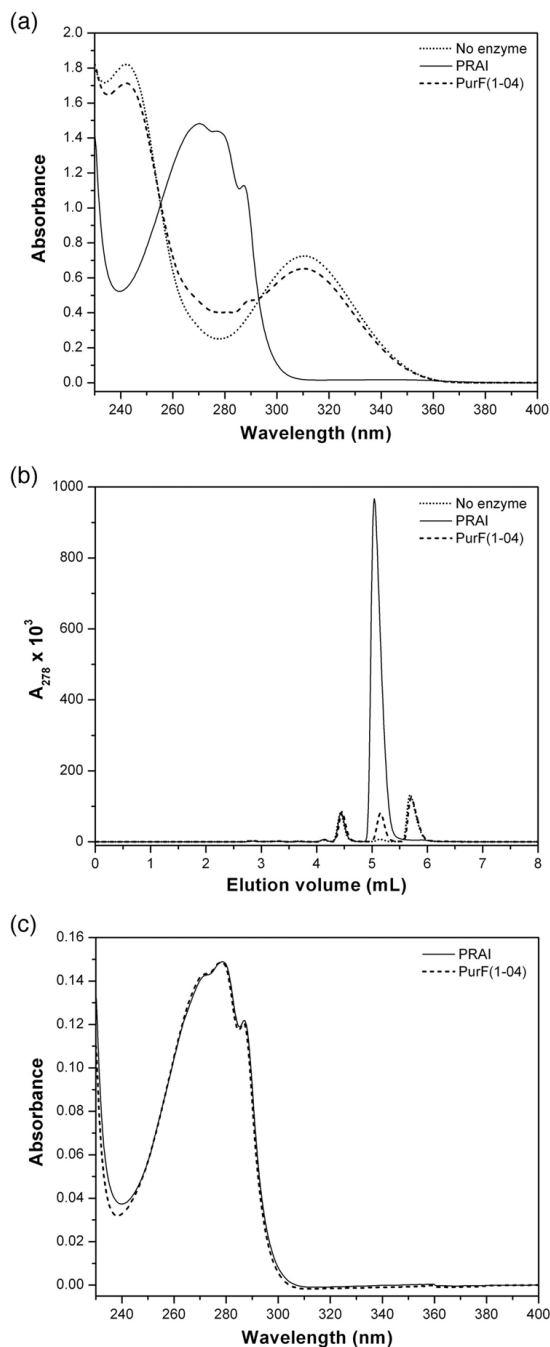 (a)
2.0
1.8
1.6
1.4
1.2
1.0
0.8
0.6
0.4
0.2
0.0
Absorbance
No enzyme
PRAI
PurF(1-04)
240 260 280 300 320 340 360 380 400
Wavelength (nm)
(b)
1000
800
600
400
200
0
A278 x 10³
No enzyme
PRAI
PurF(1-04)
0 1 2 3 4 5 6 7 8
Elution volume (mL)
(c)
0.16
0.14
0.12
0.10
0.08
0.06
0.04
0.02
0.00
Absorbance
PRAI
PurF(1-04)
240 260 280 300 320 340 360 380 400
Wavelength (nm)